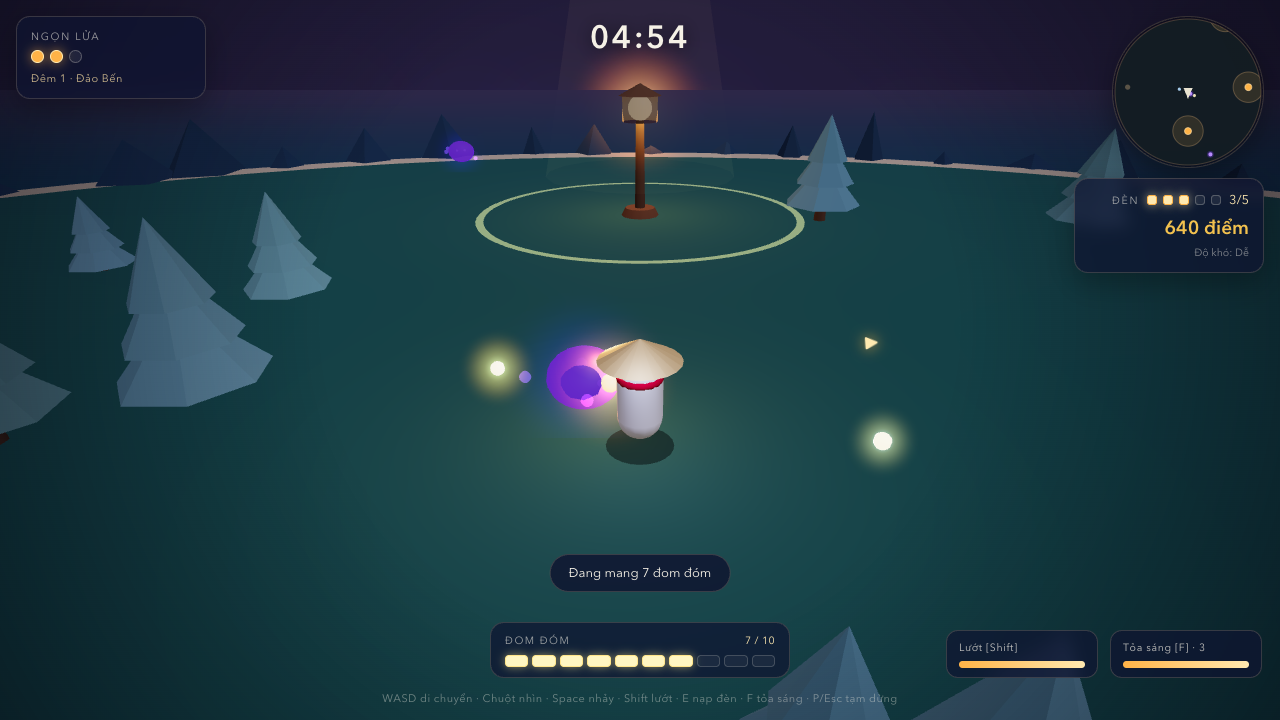 NGỌN LỬA
Đêm 1 · Đảo Bến
04:54
ĐÈN 3/5
640 điểm
Độ khó: Dễ
Đang mang 7 đom đóm
ĐOM ĐÓM 7 / 10
Lướt [Shift]
Tỏa sáng [F] · 3
WASD di chuyển · Chuột nhìn · Space nhảy · Shift lướt · E nạp đèn · F tỏa sáng · P/Esc tạm dừng